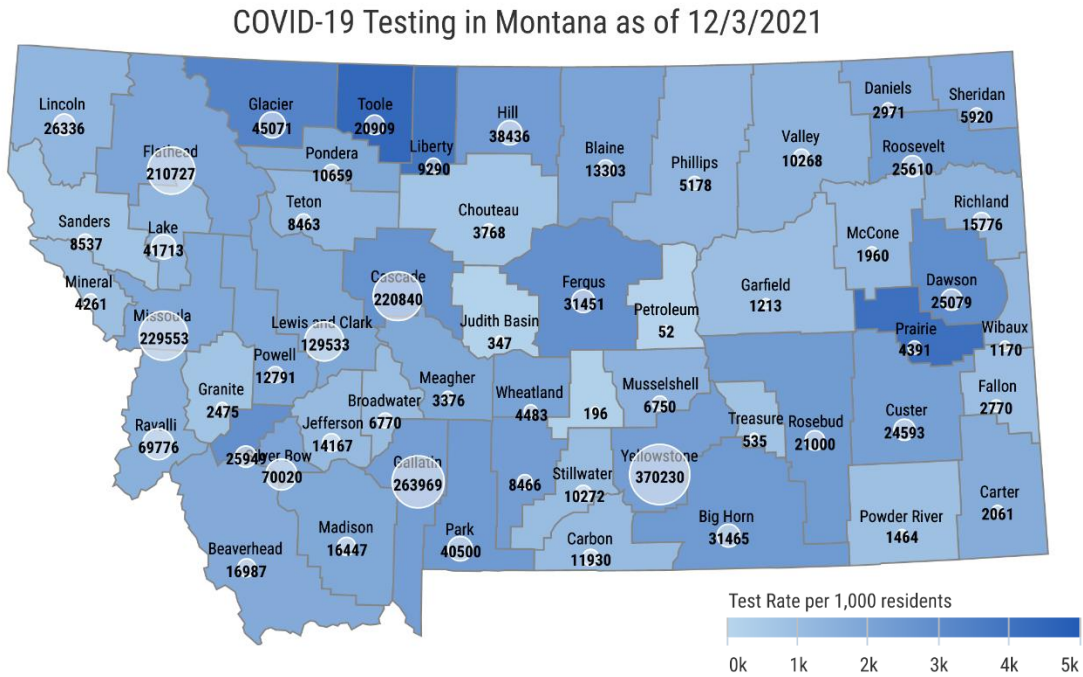 COVID-19 Testing in Montana as of 12/3/2021
Lincoln
26336
Flathead
210727
Glacier
45071
Toole
20909
Liberty
9290
Hill
38436
Blaine
13303
Phillips
5178
Valley
10268
Daniels
2971
Sheridan
5920
Roosevelt
25610
Pondera
10659
Teton
8463
Chouteau
3768
Sanders
8537
Lake
41713
Mineral
4261
Missoula
229553
Cascade
220840
Lewis and Clark
129533
Powell
12791
Judith Basin
347
Fergus
31451
Petroleum
52
Garfield
1213
McCone
1960
Richland
15776
Dawson
25079
Prairie
4391
Wibaux
1170
Granite
2475
Ravalli
69776
Silver Bow
70020
Jefferson
14167
Broadwater
6770
Meagher
3376
Wheatland
4483
196
Musselshell
6750
Treasure
535
Rosebud
21000
Custer
24593
Fallon
2770
Gallatin
263969
8466
Stillwater
10272
Yellowstone
370230
Big Horn
31465
Powder River
1464
Carter
2061
Beaverhead
16987
Madison
16447
Park
40500
Carbon
11930
Test Rate per 1,000 residents
0k 1k 2k 3k 4k 5k